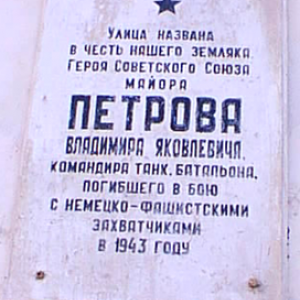 Улица названа
в честь нашего земляка
Героя Советского Союза
майора
ПЕТРОВА
Владимира Яковлевича,
командира танк. батальона,
погибшего в бою
с немецко-фашистскими
захватчиками
в 1943 году